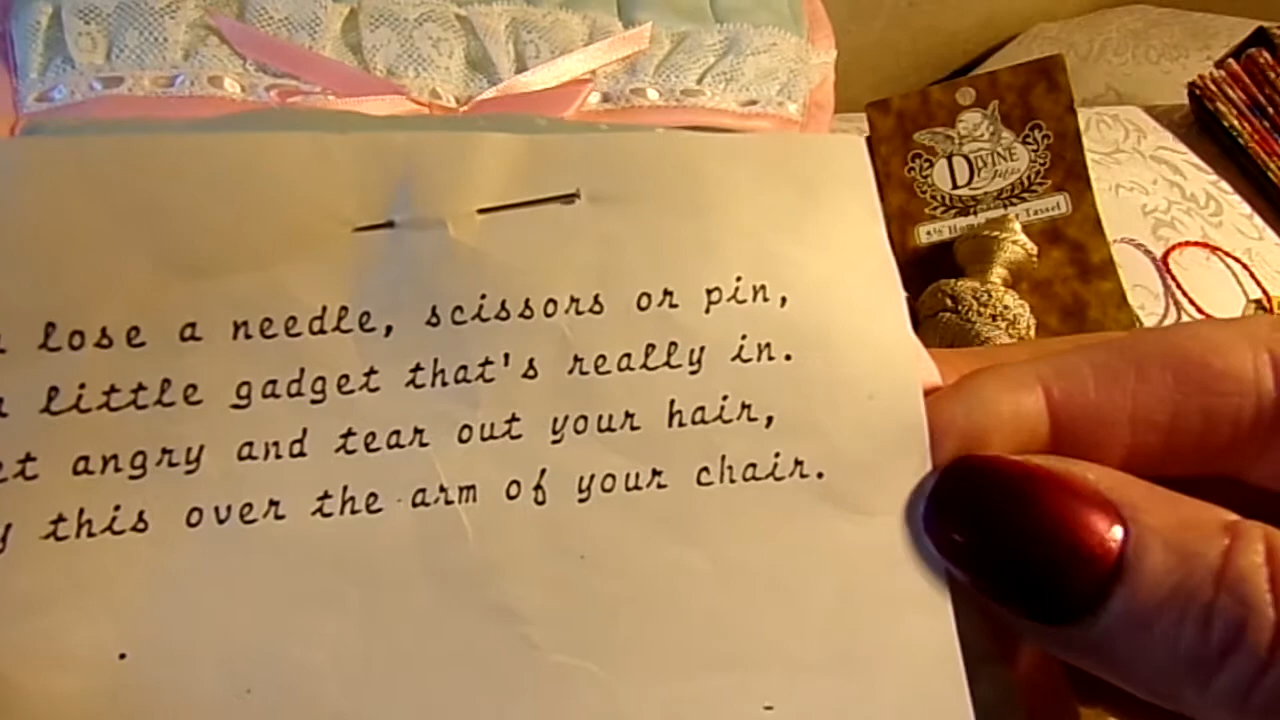 lose a needle, scissors or pin,
little gadget that's really in.
angry and tear out your hair,
this over the arm of your chair.
DIVINE
Tassel